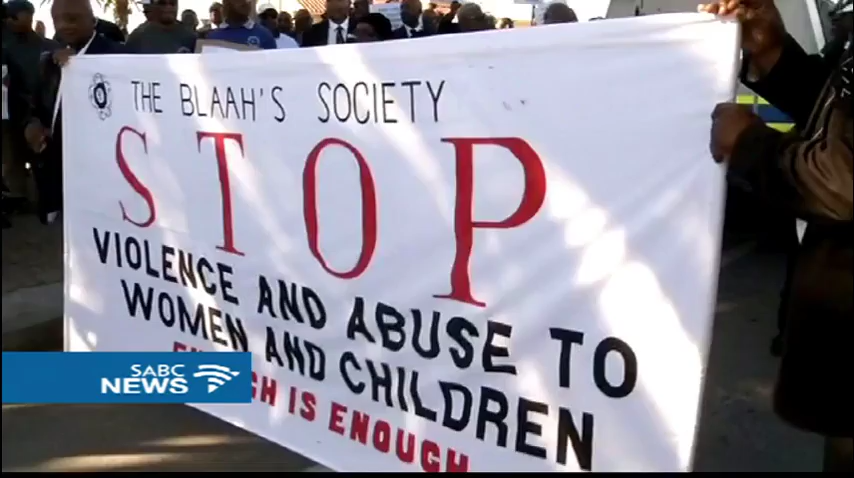 THE BLAAH'S SOCIETY
STOP
VIOLENCE AND ABUSE TO
WOMEN AND CHILDREN
IS ENOUGH
SABC
NEWS